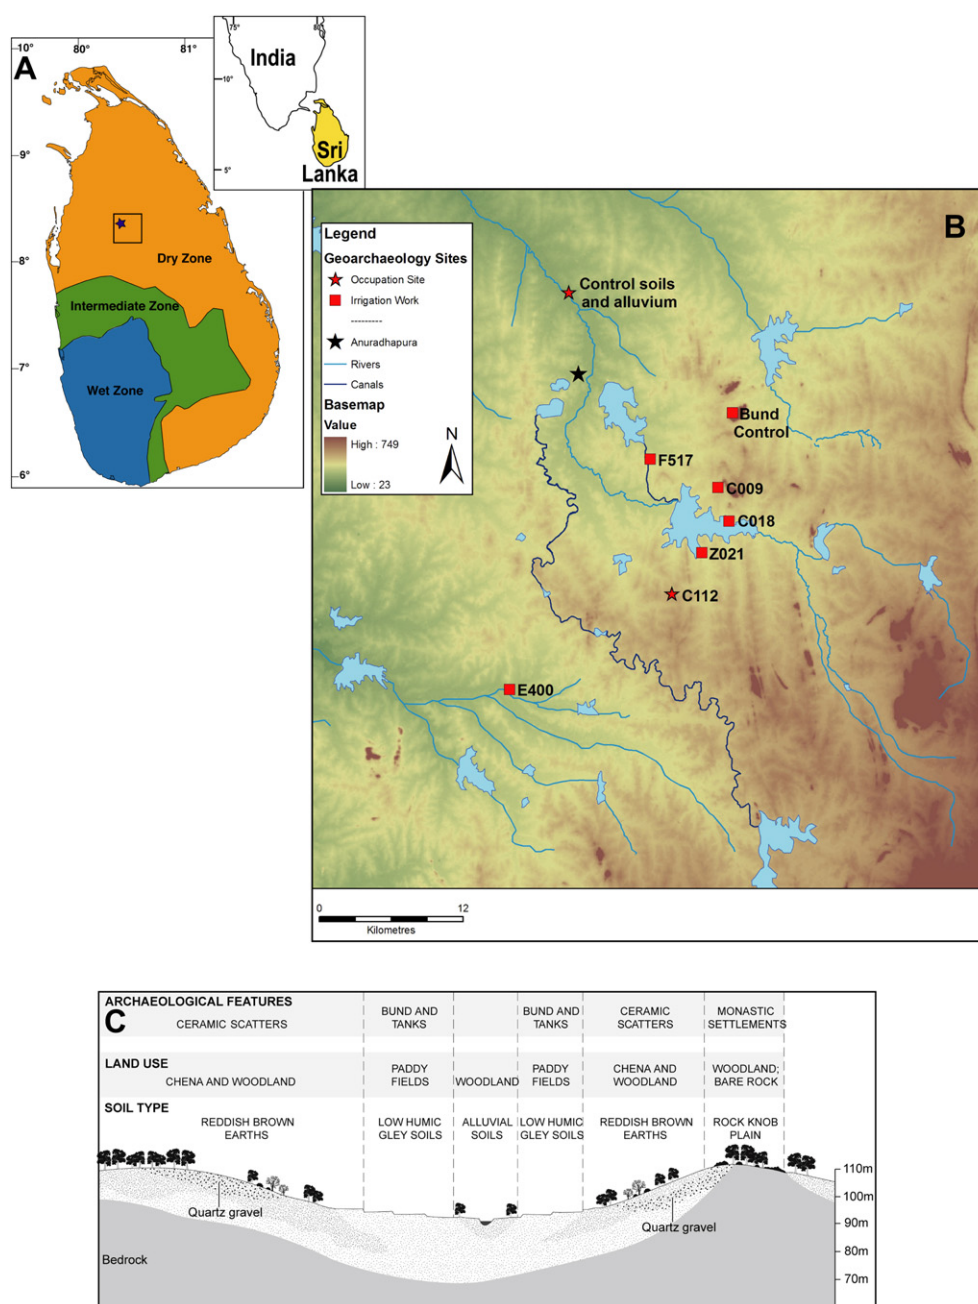 A
10°
80°
81°
9°
8°
7°
6°
Dry Zone
Intermediate Zone
Wet Zone
75°
80°
10°
5°
India
Sri
Lanka
B
Legend
Geoarchaeology Sites
Occupation Site
Irrigation Work
---------
Anuradhapura
Rivers
Canals
Basemap
Value
High : 749
Low : 23
N
Control soils
and alluvium
Bund
Control
F517
C009
C018
Z021
C112
E400
0
12
Kilometres
C
ARCHAEOLOGICAL FEATURES
CERAMIC SCATTERS
BUND AND
TANKS
BUND AND
TANKS
CERAMIC
SCATTERS
MONASTIC
SETTLEMENTS
LAND USE
CHENA AND WOODLAND
PADDY
FIELDS
WOODLAND
PADDY
FIELDS
CHENA AND
WOODLAND
WOODLAND;
BARE ROCK
SOIL TYPE
REDDISH BROWN
EARTHS
LOW HUMIC
GLEY SOILS
ALLUVIAL
SOILS
LOW HUMIC
GLEY SOILS
REDDISH BROWN
EARTHS
ROCK KNOB
PLAIN
Quartz gravel
Quartz gravel
Bedrock
110m
100m
90m
80m
70m